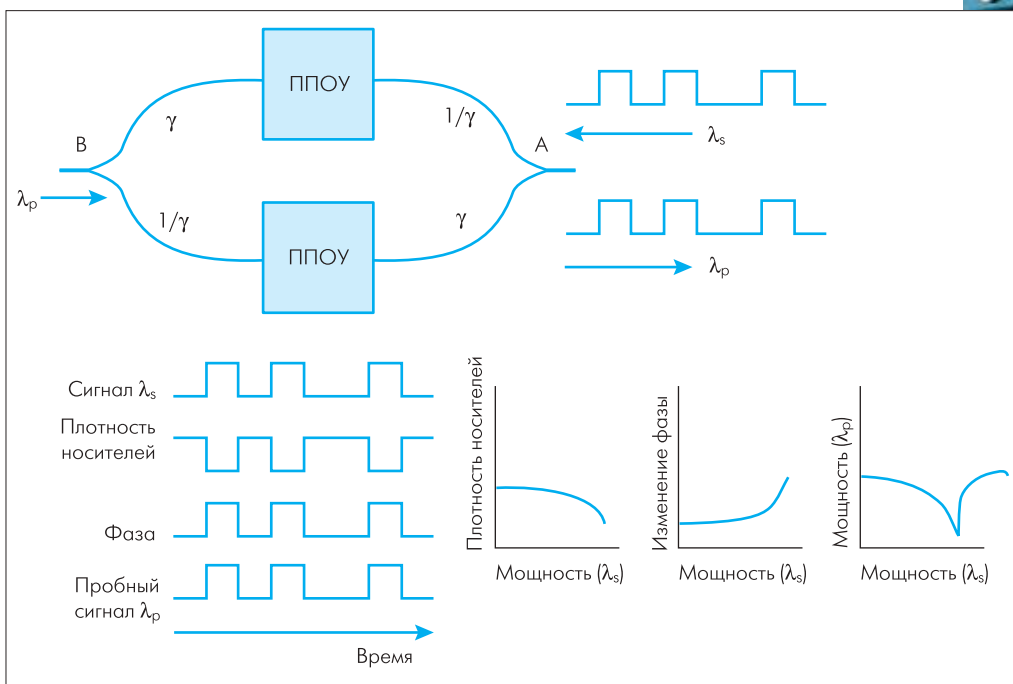 ППОУ
γ
1/γ
B
A
λs
λp
1/γ
γ
ППОУ
λp
Сигнал λs
Плотность
носителей
Фаза
Пробный
сигнал λp
Время
Плотность носителей
Мощность (λs)
Изменение фазы
Мощность (λs)
Мощность (λp)
Мощность (λs)